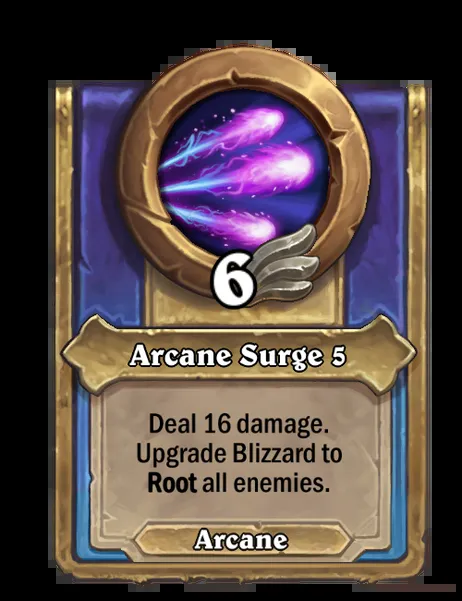 6
Arcane Surge 5
Deal 16 damage.
Upgrade Blizzard to
Root all enemies.
Arcane